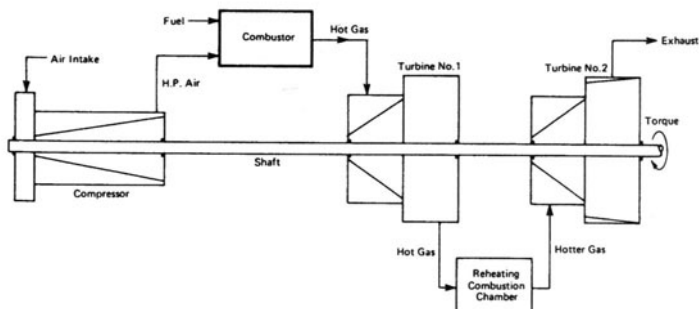 Fuel
Combustor
Hot Gas
Exhaust
Air Intake
H.P. Air
Turbine No.1
Turbine No.2
Torque
Shaft
Compressor
Hot Gas
Hotter Gas
Reheating
Combustion
Chamber